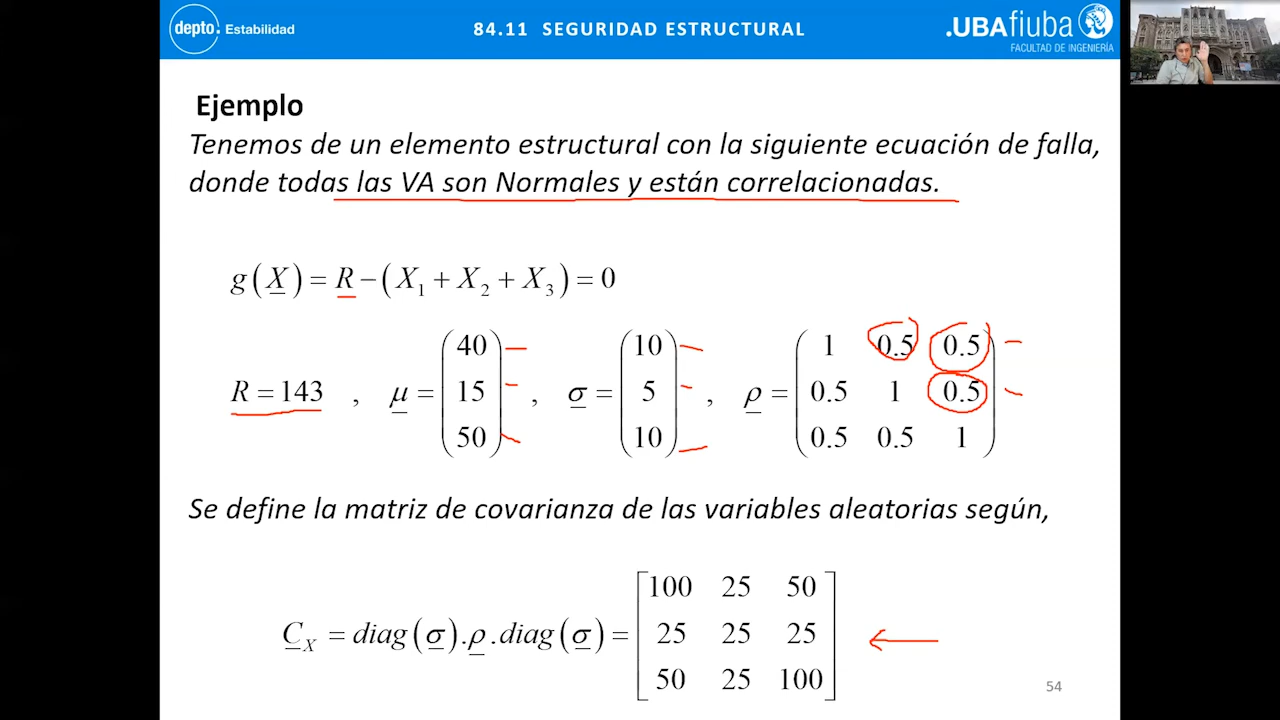 depto. Estabilidad
84.11 SEGURIDAD ESTRUCTURAL
.UBAfiuba
FACULTAD DE INGENIERÍA
Ejemplo
Tenemos de un elemento estructural con la siguiente ecuación de falla,
donde todas las VA son Normales y están correlacionadas.
g(X) = R − (X₁ + X₂ + X₃) = 0
R = 143 , μ = (40 15 50) , σ = (10 5 10) , ρ = (1 0.5 0.5 0.5 1 0.5 0.5 0.5 1)
Se define la matriz de covarianza de las variables aleatorias según,
C_X = diag(σ).ρ.diag(σ) = [100 25 50 25 25 25 50 25 100]
54